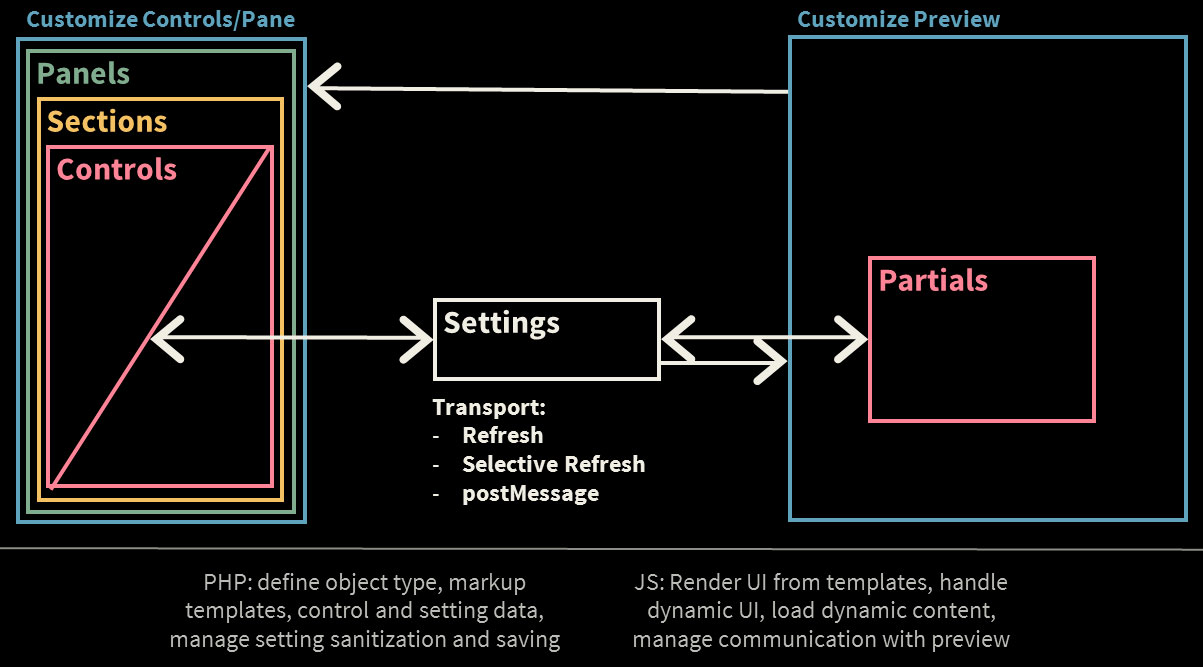 Customize Controls/Pane
Customize Preview
Panels
Sections
Controls
Settings
Partials
Transport:
- Refresh
- Selective Refresh
- postMessage
PHP: define object type, markup
templates, control and setting data,
manage setting sanitization and saving
JS: Render UI from templates, handle
dynamic UI, load dynamic content,
manage communication with preview